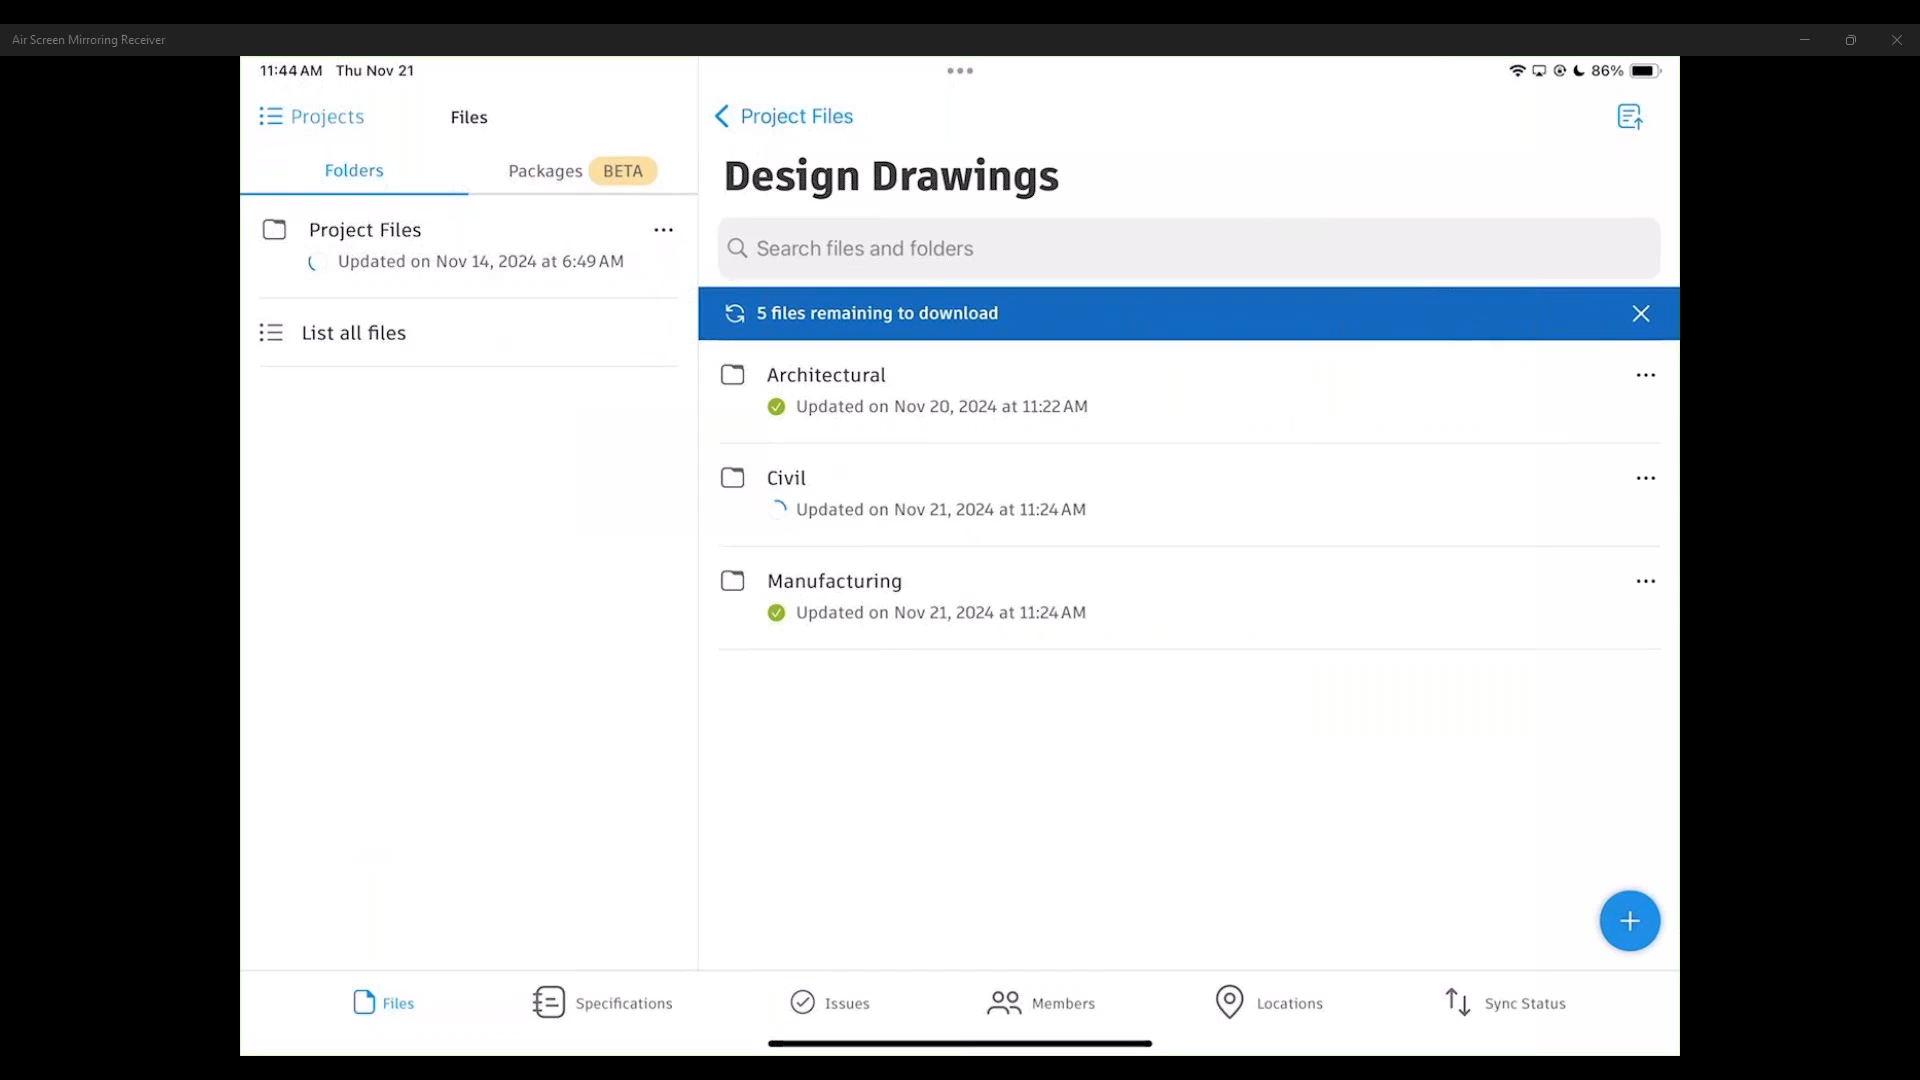 Air Screen Mirroring Receiver
11:44 AM Thu Nov 21
86%
Projects
Files
Folders
Packages BETA
Project Files
Updated on Nov 14, 2024 at 6:49 AM
List all files
Project Files
Design Drawings
Search files and folders
5 files remaining to download
Architectural
Updated on Nov 20, 2024 at 11:22 AM
Civil
Updated on Nov 21, 2024 at 11:24 AM
Manufacturing
Updated on Nov 21, 2024 at 11:24 AM
Files
Specifications
Issues
Members
Locations
Sync Status